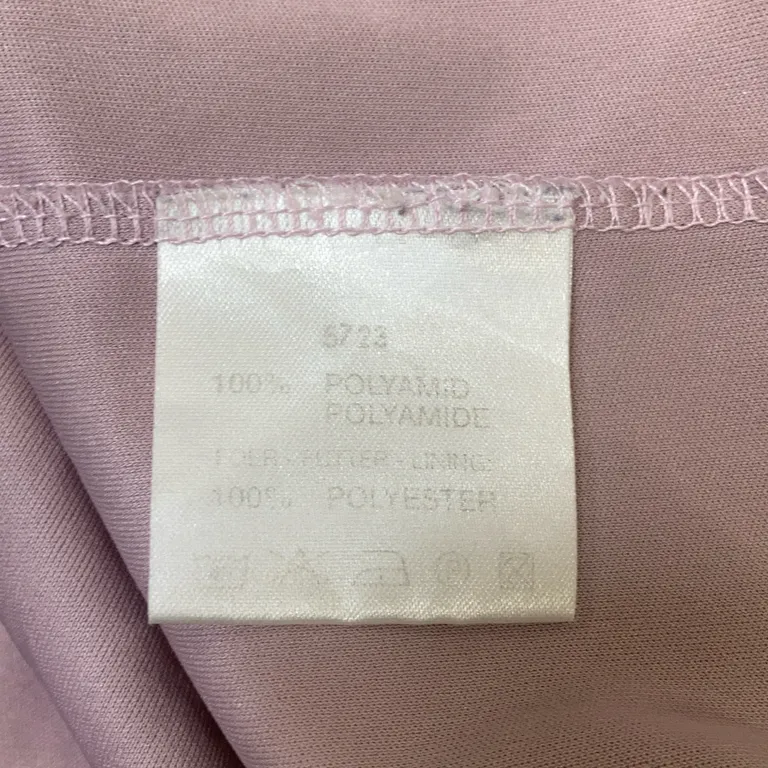 5723
100% POLYAMID
POLYAMIDE
FUTTER - LINING:
100% POLYESTER
P